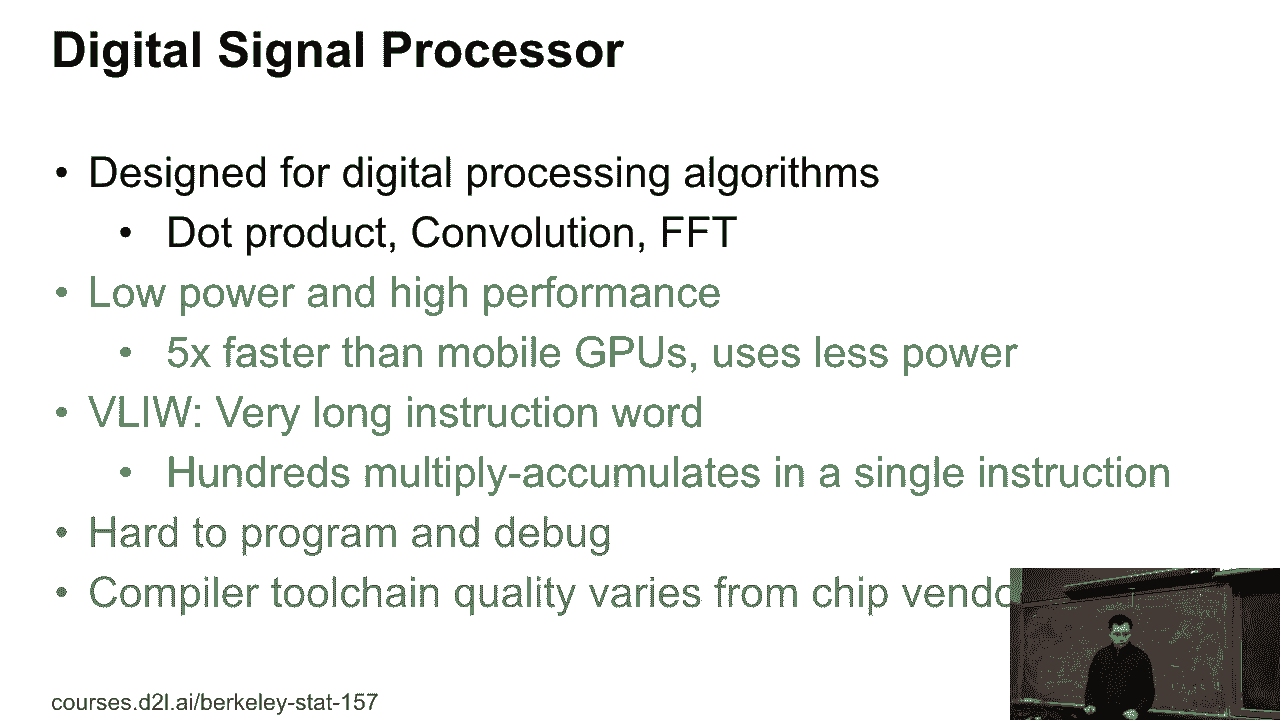 Digital Signal Processor
• Designed for digital processing algorithms
• Dot product, Convolution, FFT
• Low power and high performance
• 5x faster than mobile GPUs, uses less power
• VLIW: Very long instruction word
• Hundreds multiply-accumulates in a single instruction
• Hard to program and debug
• Compiler toolchain quality varies from chip
courses.d2l.ai/berkeley-stat-157